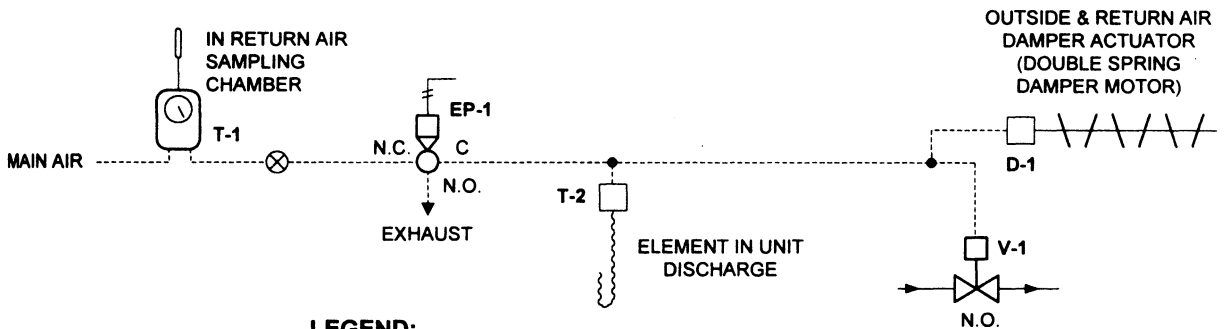 IN RETURN AIR
SAMPLING
CHAMBER
T-1
MAIN AIR
EP-1
N.C.
C
N.O.
EXHAUST
T-2
ELEMENT IN UNIT
DISCHARGE
OUTSIDE & RETURN AIR
DAMPER ACTUATOR
(DOUBLE SPRING
DAMPER MOTOR)
D-1
V-1
N.O.
LEGEND: